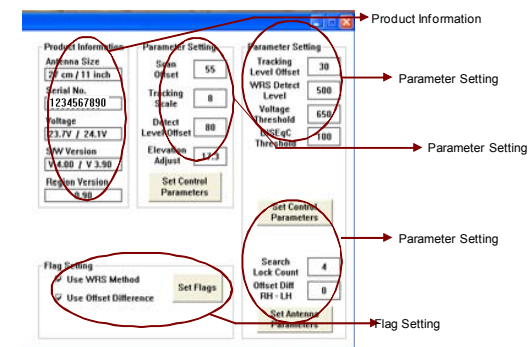 Product Information
Antenna Size
27 cm / 11 inch
Serial No.
1234567890
Voltage
23.7V / 24.1V
S/W Version
V 4.00 / V 3.90
Region Version
0.90
Parameter Setting
Scan Offset
55
Tracking Scale
8
Detect Level Offset
80
Elevation Adjust
17.3
Set Control Parameters
Parameter Setting
Tracking Level Offset
30
WRS Detect Level
500
Voltage Threshold
650
DiSEqC Threshold
100
Set Control Parameters
Search Lock Count
4
Offset Diff RH - LH
0
Set Antenna Parameters
Flag Setting
Use WRS Method
Use Offset Difference
Set Flags
Product Information
Parameter Setting
Parameter Setting
Parameter Setting
Flag Setting